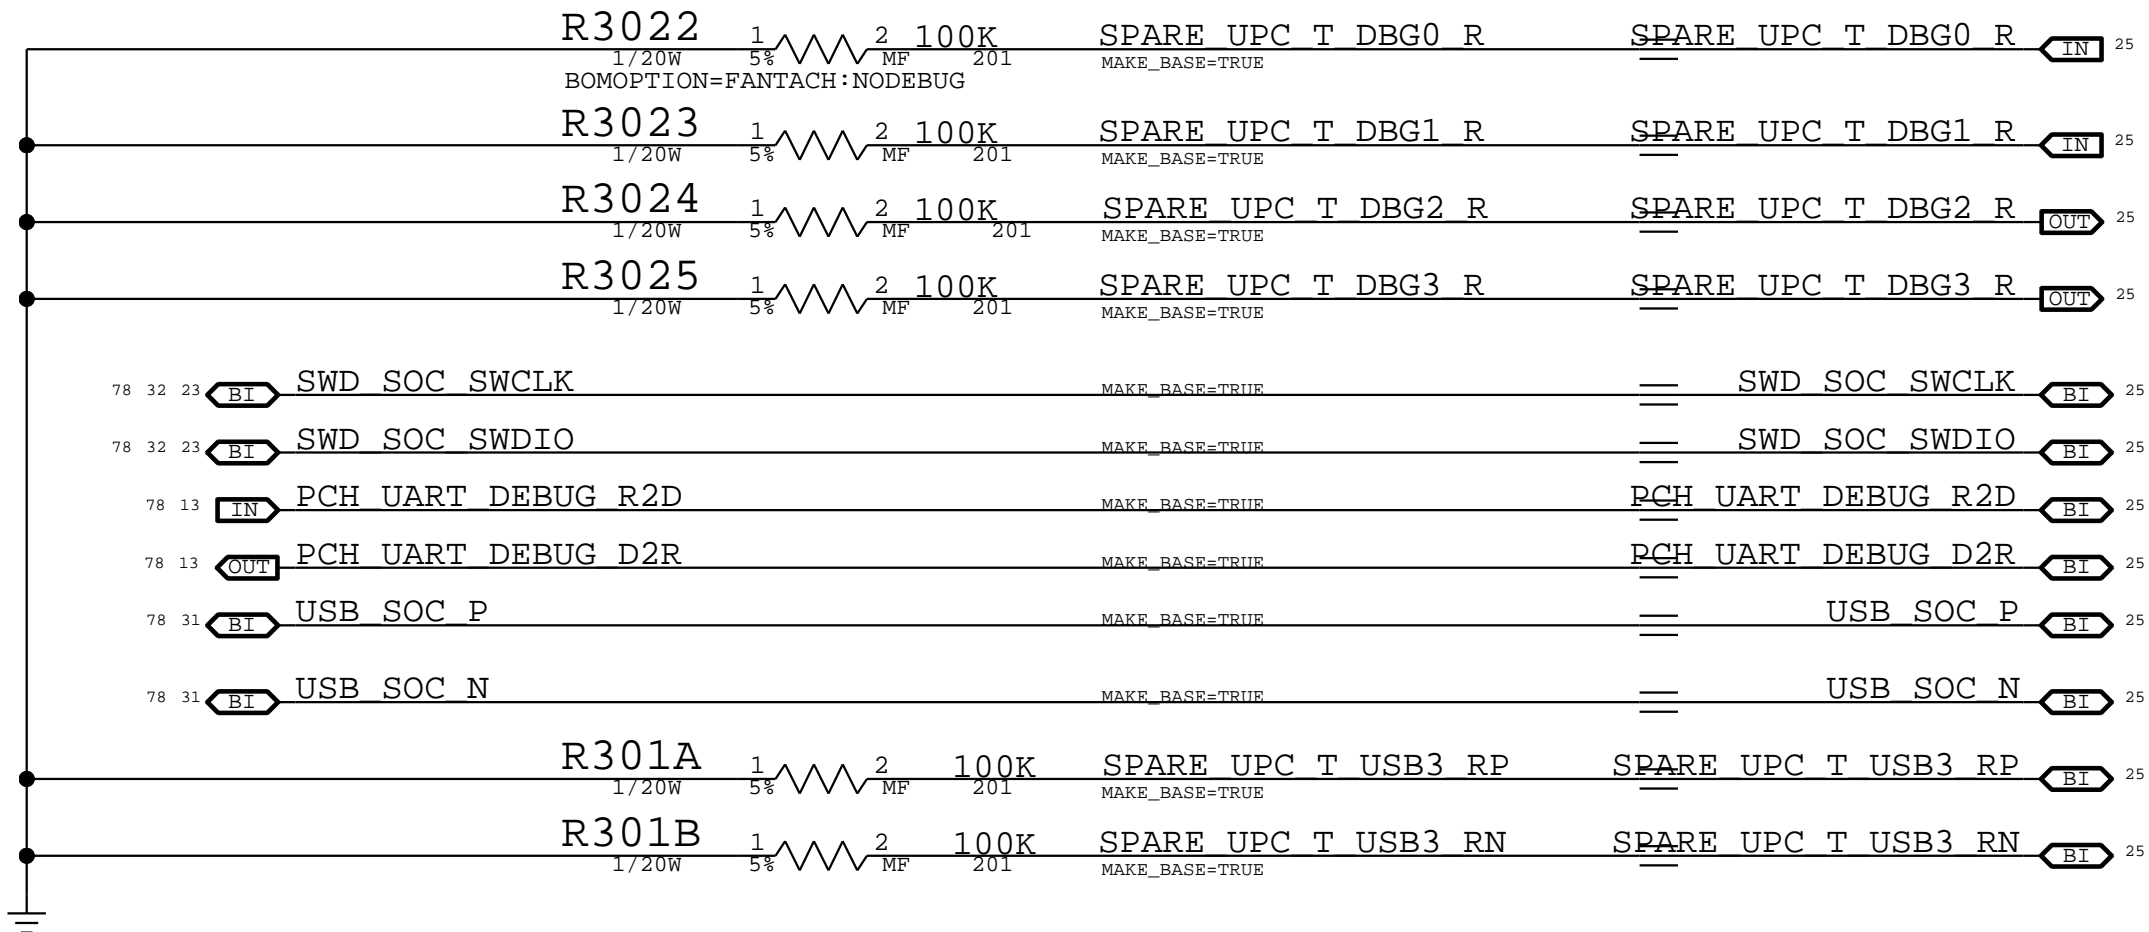 R3022 1 2 100K SPARE_UPC_T_DBG0_R SPARE_UPC_T_DBG0_R IN 25
1/20W 5% MF 201 MAKE_BASE=TRUE
BOMOPTION=FANTACH:NODEBUG
R3023 1 2 100K SPARE_UPC_T_DBG1_R SPARE_UPC_T_DBG1_R IN 25
1/20W 5% MF 201 MAKE_BASE=TRUE
R3024 1 2 100K SPARE_UPC_T_DBG2_R SPARE_UPC_T_DBG2_R OUT 25
1/20W 5% MF 201 MAKE_BASE=TRUE
R3025 1 2 100K SPARE_UPC_T_DBG3_R SPARE_UPC_T_DBG3_R OUT 25
1/20W 5% MF 201 MAKE_BASE=TRUE
78 32 23 BI SWD_SOC_SWCLK MAKE_BASE=TRUE SWD_SOC_SWCLK BI 25
78 32 23 BI SWD_SOC_SWDIO MAKE_BASE=TRUE SWD_SOC_SWDIO BI 25
78 13 IN PCH_UART_DEBUG_R2D MAKE_BASE=TRUE PCH_UART_DEBUG_R2D BI 25
78 13 OUT PCH_UART_DEBUG_D2R MAKE_BASE=TRUE PCH_UART_DEBUG_D2R BI 25
78 31 BI USB_SOC_P MAKE_BASE=TRUE USB_SOC_P BI 25
78 31 BI USB_SOC_N MAKE_BASE=TRUE USB_SOC_N BI 25
R301A 1 2 100K SPARE_UPC_T_USB3_RP SPARE_UPC_T_USB3_RP BI 25
1/20W 5% MF 201 MAKE_BASE=TRUE
R301B 1 2 100K SPARE_UPC_T_USB3_RN SPARE_UPC_T_USB3_RN BI 25
1/20W 5% MF 201 MAKE_BASE=TRUE